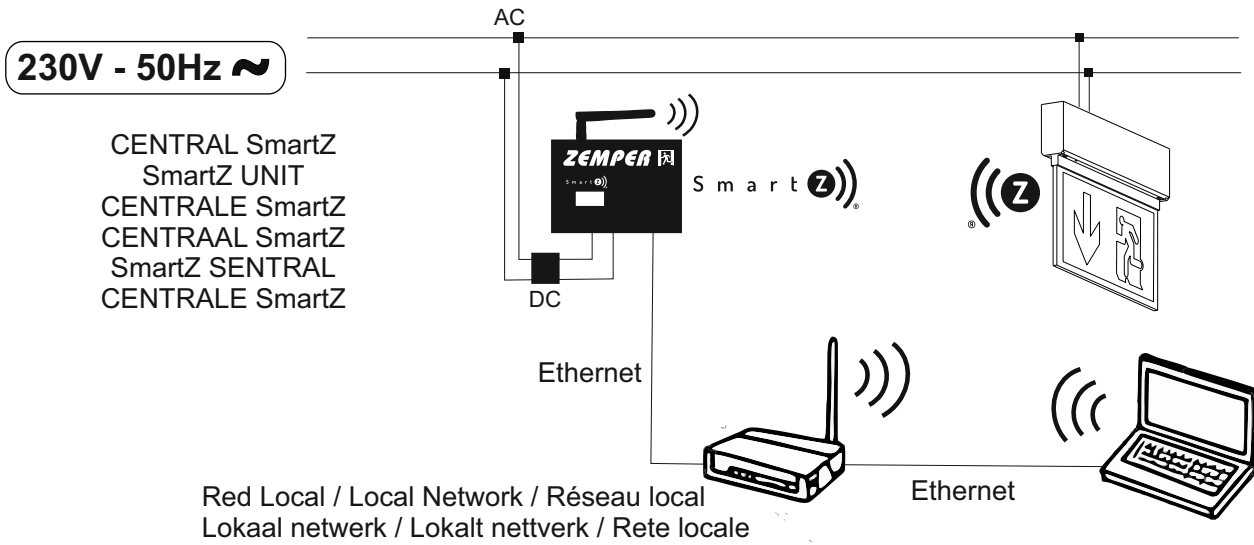 AC
230V - 50Hz ~
CENTRAL SmartZ
SmartZ UNIT
CENTRALE SmartZ
CENTRAAL SmartZ
SmartZ SENTRAL
CENTRALE SmartZ
ZEMPER
SmartZ
Smart Z ®
® Z
DC
Ethernet
Ethernet
Red Local / Local Network / Réseau local
Lokaal netwerk / Lokalt nettverk / Rete locale